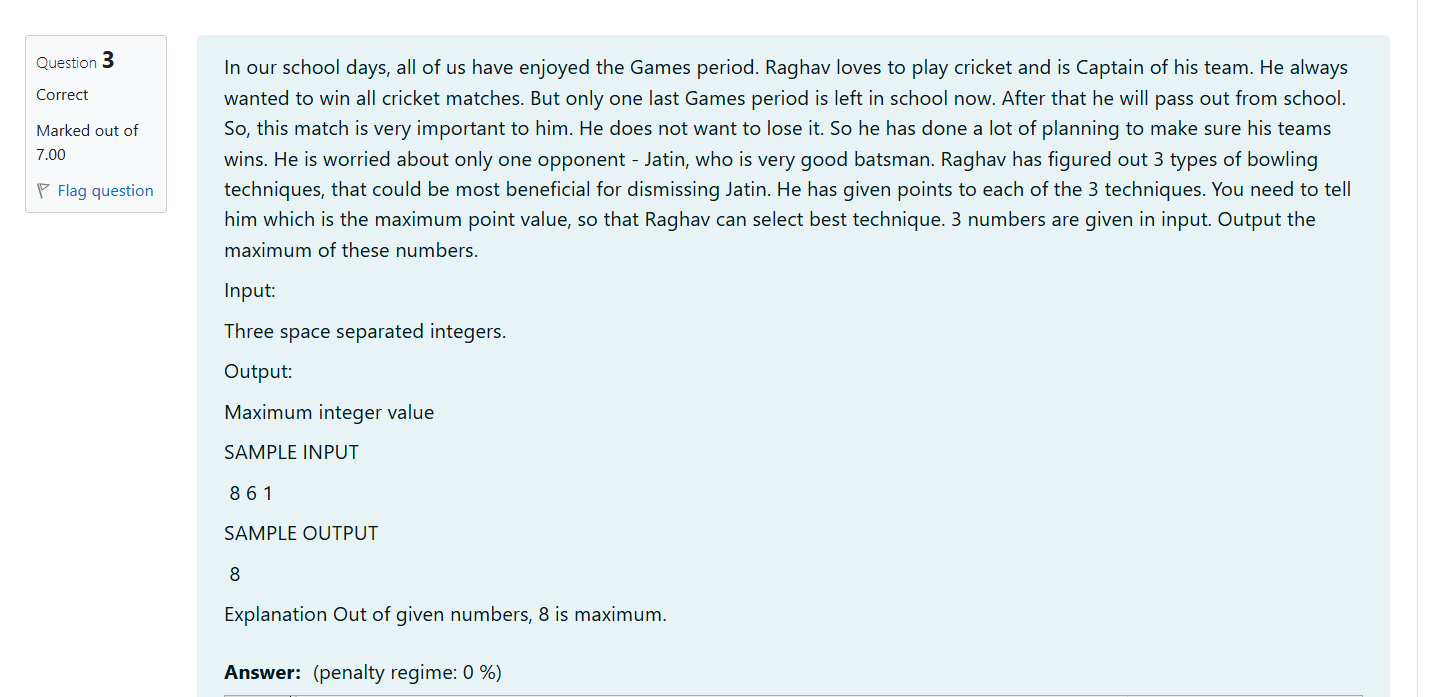 Question 3
Correct
Marked out of
7.00
Flag question
In our school days, all of us have enjoyed the Games period. Raghav loves to play cricket and is Captain of his team. He always
wanted to win all cricket matches. But only one last Games period is left in school now. After that he will pass out from school.
So, this match is very important to him. He does not want to lose it. So he has done a lot of planning to make sure his teams
wins. He is worried about only one opponent - Jatin, who is very good batsman. Raghav has figured out 3 types of bowling
techniques, that could be most beneficial for dismissing Jatin. He has given points to each of the 3 techniques. You need to tell
him which is the maximum point value, so that Raghav can select best technique. 3 numbers are given in input. Output the
maximum of these numbers.
Input:
Three space separated integers.
Output:
Maximum integer value
SAMPLE INPUT
8 6 1
SAMPLE OUTPUT
8
Explanation Out of given numbers, 8 is maximum.
Answer: (penalty regime: 0 %)